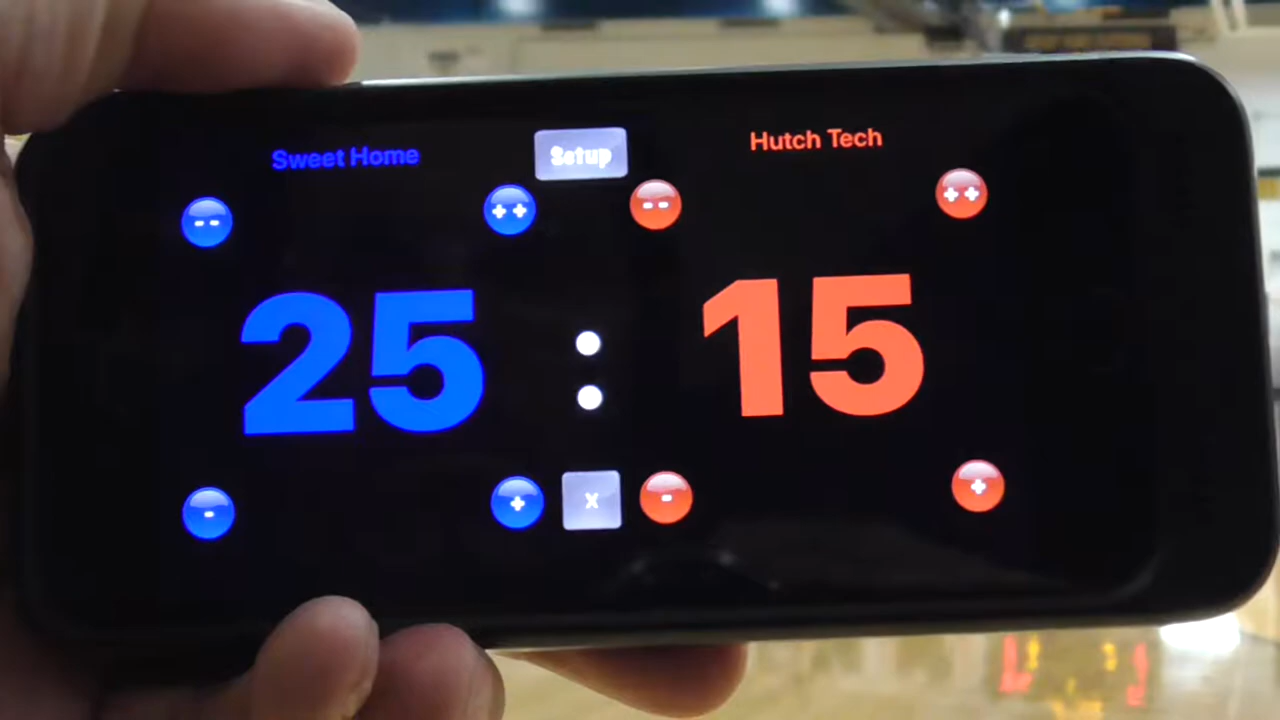 Sweet Home
Setup
Hutch Tech
-- ++ -- ++
25 : 15
- + X - +